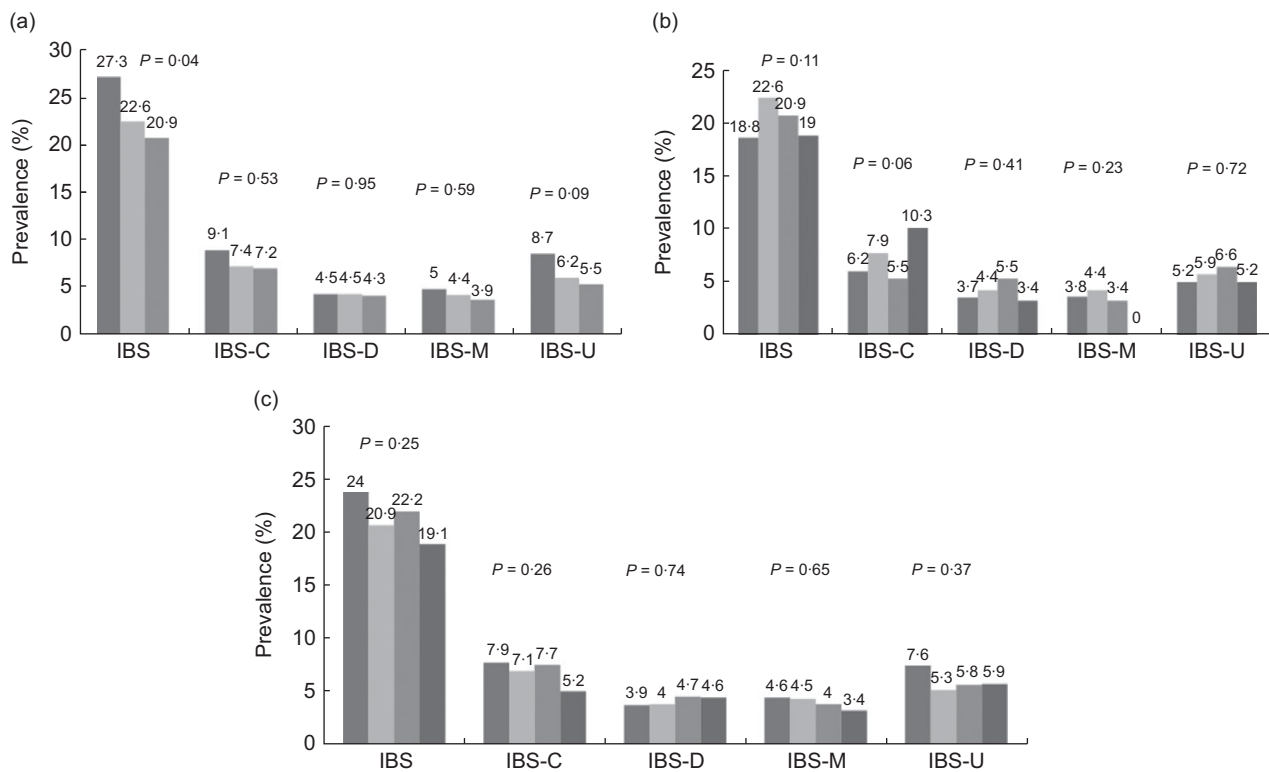 (a)
Prevalence (%)
30
25
20
15
10
5
0
27·3
22·6
20·9
P = 0·04
9·1
7·4
7·2
P = 0·53
4·5
4·5
4·3
P = 0·95
5
4·4
3·9
P = 0·59
8·7
6·2
5·5
P = 0·09
IBS
IBS-C
IBS-D
IBS-M
IBS-U
(b)
Prevalence (%)
25
20
15
10
5
0
P = 0·11
18·8
22·6
20·9
19
P = 0·06
6·2
7·9
5·5
10·3
P = 0·41
3·7
4·4
5·5
3·4
P = 0·23
3·8
4·4
3·4
0
P = 0·72
5·2
5·9
6·6
5·2
IBS
IBS-C
IBS-D
IBS-M
IBS-U
(c)
Prevalence (%)
30
25
20
15
10
5
0
P = 0·25
24
20·9
22·2
19·1
P = 0·26
7·9
7·1
7·7
5·2
P = 0·74
3·9
4
4·7
4·6
P = 0·65
4·6
4·5
4
3·4
P = 0·37
7·6
5·3
5·8
5·9
IBS
IBS-C
IBS-D
IBS-M
IBS-U